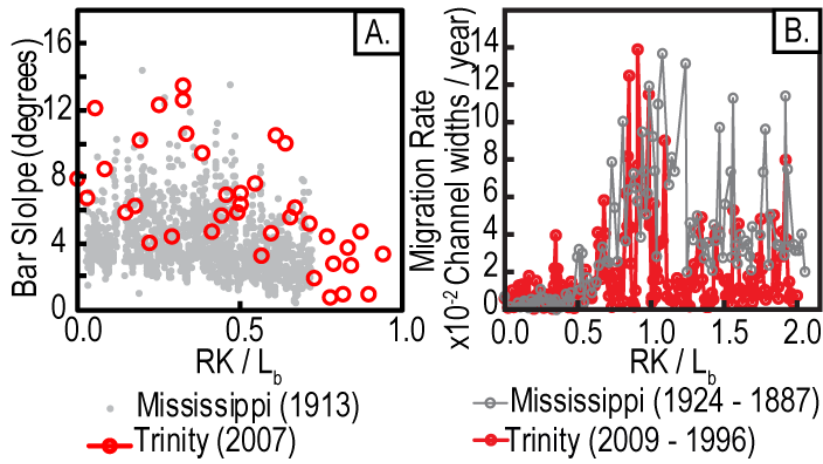 A.
16
12
8
4
0
Bar Slolpe (degrees)
0.0 0.5 1.0
RK / Lb
Mississippi (1913)
Trinity (2007)
B.
14
12
10
8
6
4
2
0
Migration Rate
x10-2 Channel widths / year)
0.0 0.5 1.0 1.5 2.0
RK / Lb
Mississippi (1924 - 1887)
Trinity (2009 - 1996)